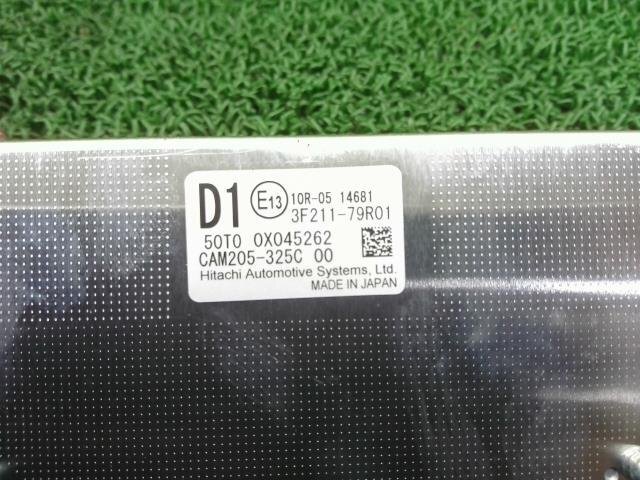 D1 E13 10R-05 14681
3F211-79R01
50T0 0X045262
CAM205-325C 00
Hitachi Automotive Systems, Ltd.
MADE IN JAPAN